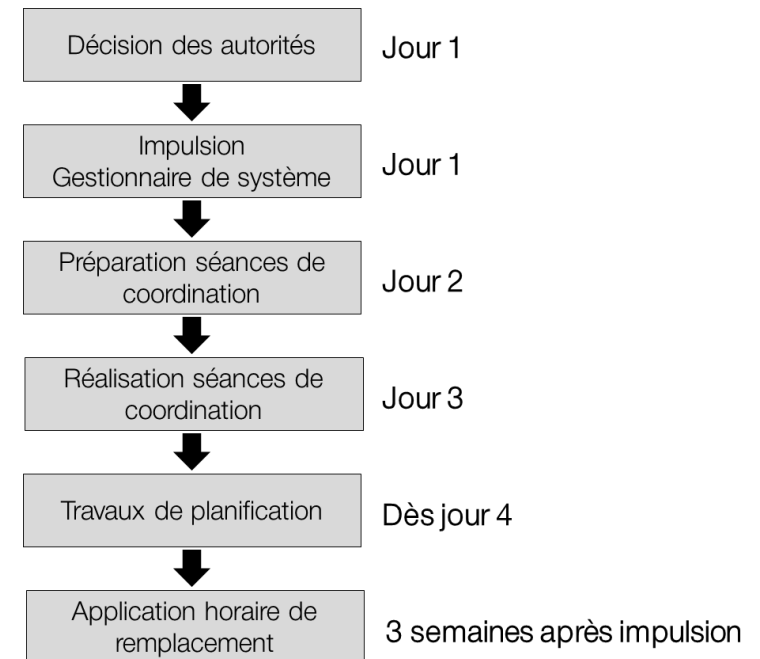 Décision des autorités
Jour 1
Impulsion
Gestionnaire de système
Jour 1
Préparation séances de
coordination
Jour 2
Réalisation séances de
coordination
Jour 3
Travaux de planification
Dès jour 4
Application horaire de
remplacement
3 semaines après impulsion